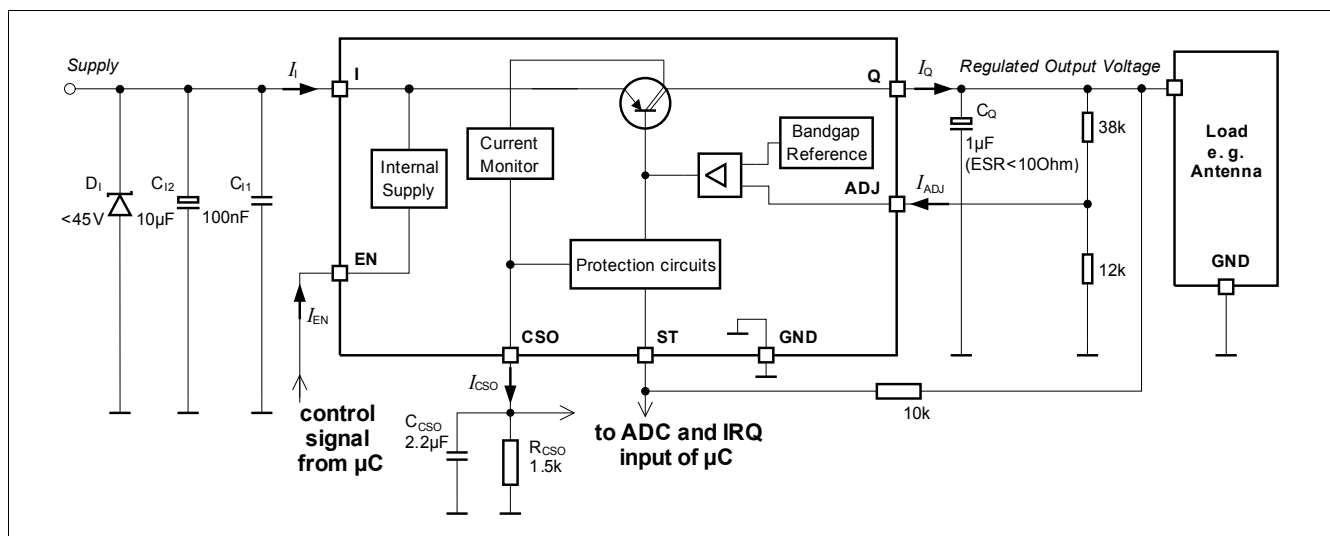 Supply
I_I
I
Q
I_Q
Regulated Output Voltage
Internal
Supply
Current
Monitor
Bandgap
Reference
C_Q
1µF
(ESR<10Ohm)
38k
Load
e. g.
Antenna
D_I
<45V
C_I2
10µF
C_I1
100nF
ADJ
I_ADJ
EN
Protection circuits
12k
GND
I_EN
CSO
ST
GND
I_CSO
10k
control
signal
from µC
C_CSO
2.2µF
R_CSO
1.5k
to ADC and IRQ
input of µC